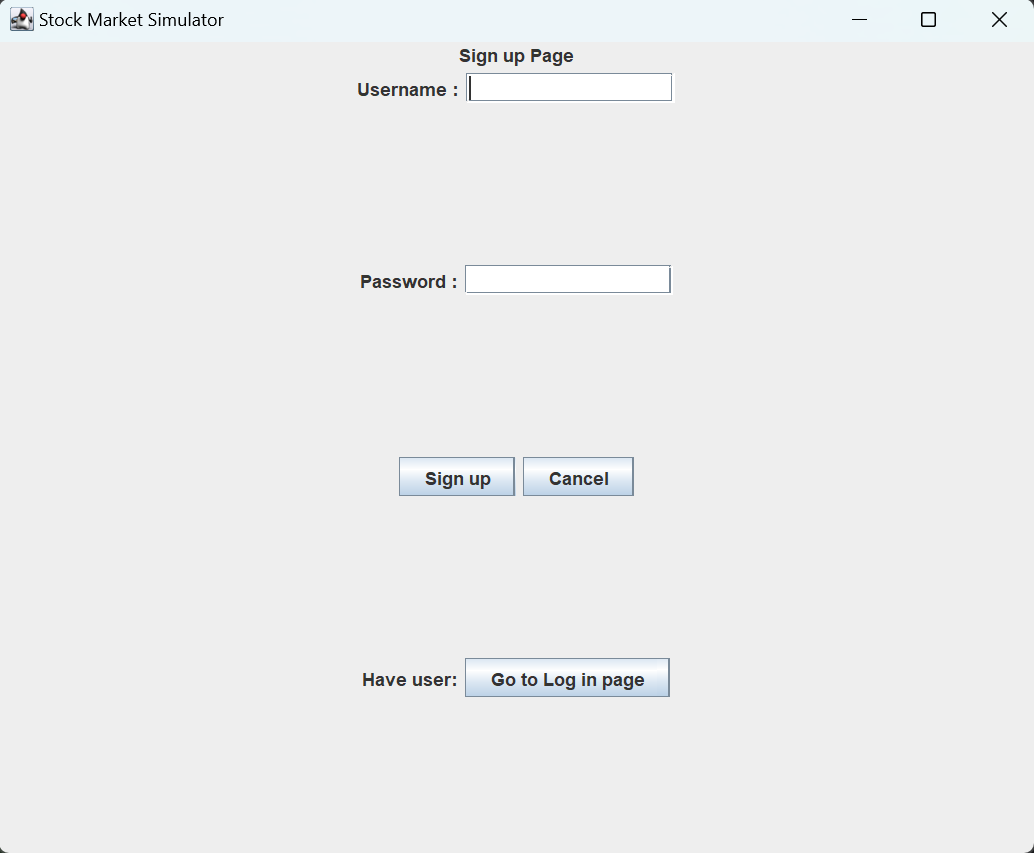 Stock Market Simulator
Sign up Page
Username :
Password :
Sign up Cancel
Have user: Go to Log in page